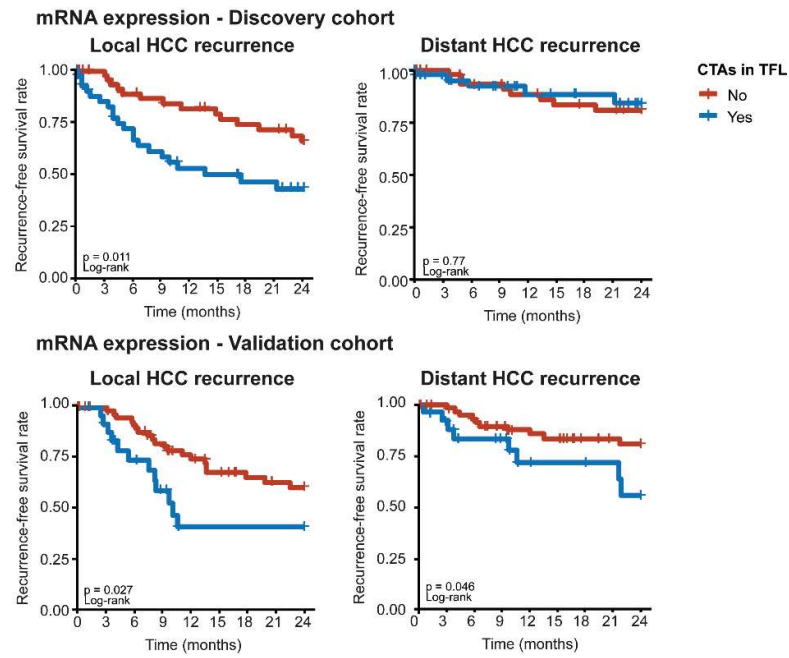 mRNA expression - Discovery cohort
Local HCC recurrence
Recurrence-free survival rate
1.00
0.75
0.50
0.25
0.00
p = 0.011
Log-rank
0 3 6 9 12 15 18 21 24
Time (months)
Distant HCC recurrence
Recurrence-free survival rate
1.00
0.75
0.50
0.25
0.00
p = 0.77
Log-rank
0 3 6 9 12 15 18 21 24
Time (months)
CTAs in TFL
No
Yes
mRNA expression - Validation cohort
Local HCC recurrence
Recurrence-free survival rate
1.00
0.75
0.50
0.25
0.00
p = 0.027
Log-rank
0 3 6 9 12 15 18 21 24
Time (months)
Distant HCC recurrence
Recurrence-free survival rate
1.00
0.75
0.50
0.25
0.00
p = 0.046
Log-rank
0 3 6 9 12 15 18 21 24
Time (months)